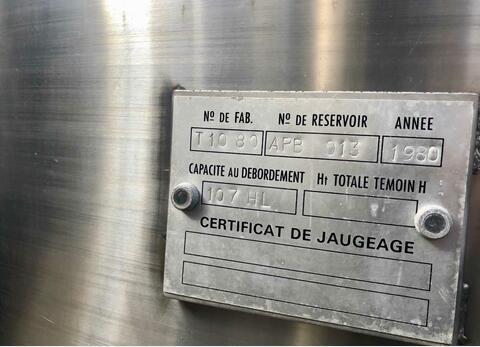 Nº DE FAB. Nº DE RESERVOIR ANNEE
T10 80 APB 013 1980
CAPACITE AU DEBORDEMENT Ht TOTALE TEMOIN H
107 HL
CERTIFICAT DE JAUGEAGE